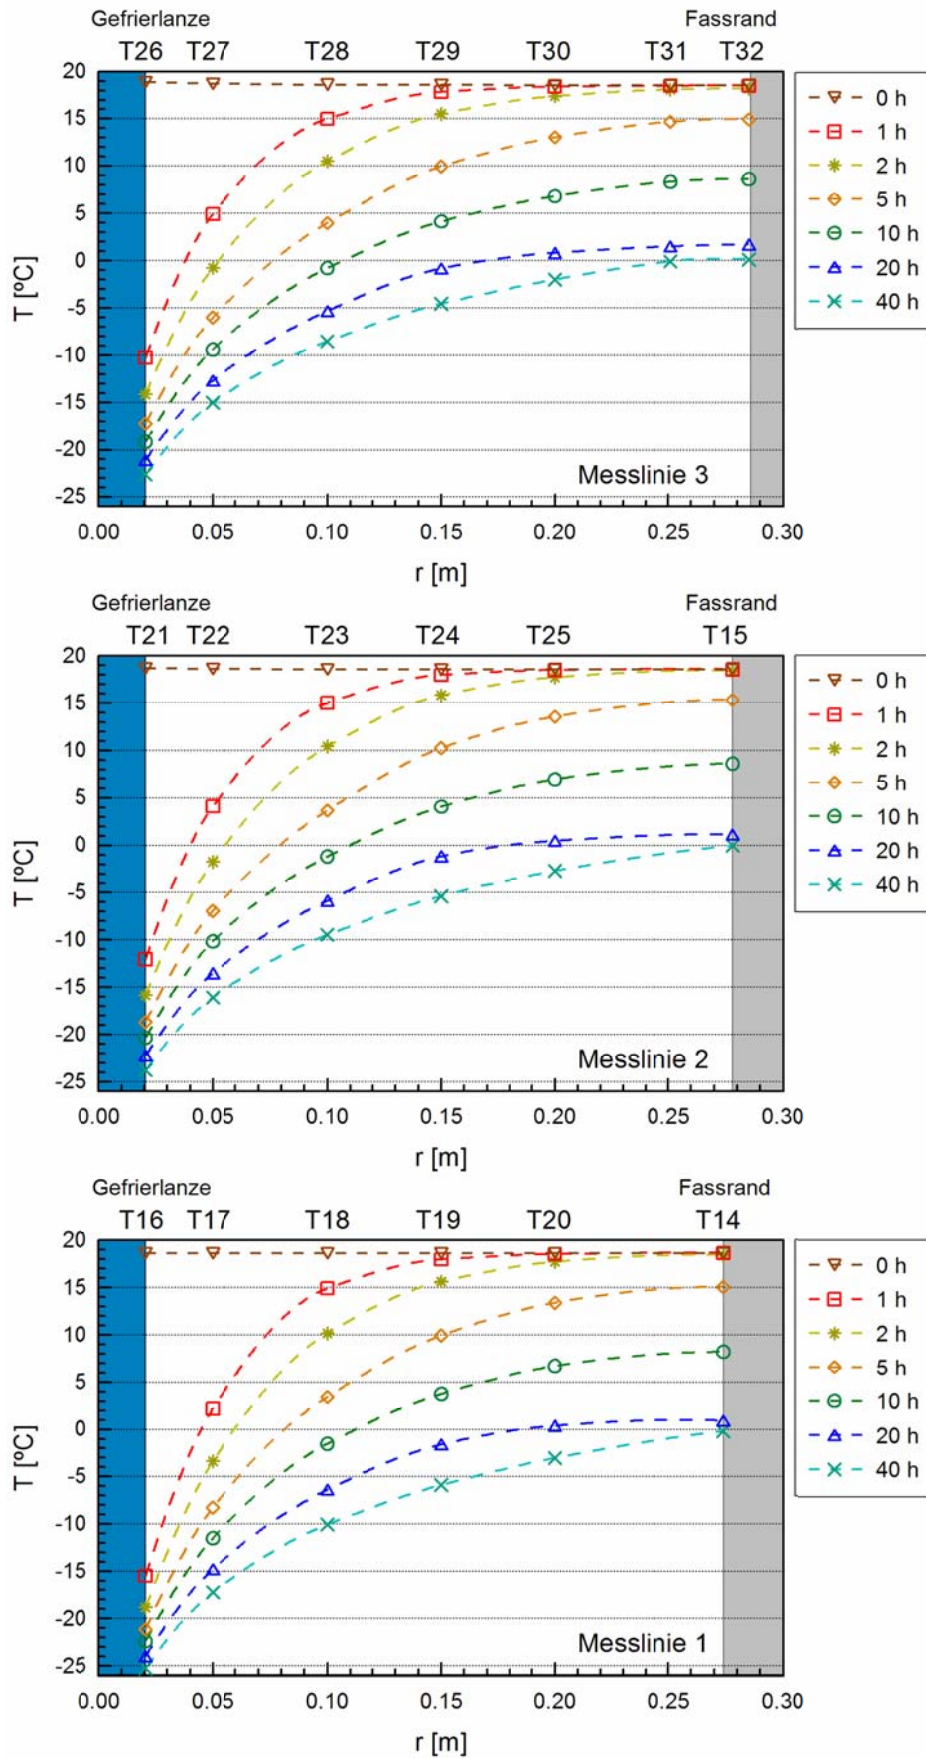 Gefrierlanze Fassrand
T26 T27 T28 T29 T30 T31 T32
20
15
10
5
0
-5
-10
-15
-20
-25
T [ºC]
0.00 0.05 0.10 0.15 0.20 0.25 0.30
r [m]
Messlinie 3
0 h
1 h
2 h
5 h
10 h
20 h
40 h
Gefrierlanze Fassrand
T21 T22 T23 T24 T25 T15
20
15
10
5
0
-5
-10
-15
-20
-25
T [ºC]
0.00 0.05 0.10 0.15 0.20 0.25 0.30
r [m]
Messlinie 2
0 h
1 h
2 h
5 h
10 h
20 h
40 h
Gefrierlanze Fassrand
T16 T17 T18 T19 T20 T14
20
15
10
5
0
-5
-10
-15
-20
-25
T [ºC]
0.00 0.05 0.10 0.15 0.20 0.25 0.30
r [m]
Messlinie 1
0 h
1 h
2 h
5 h
10 h
20 h
40 h